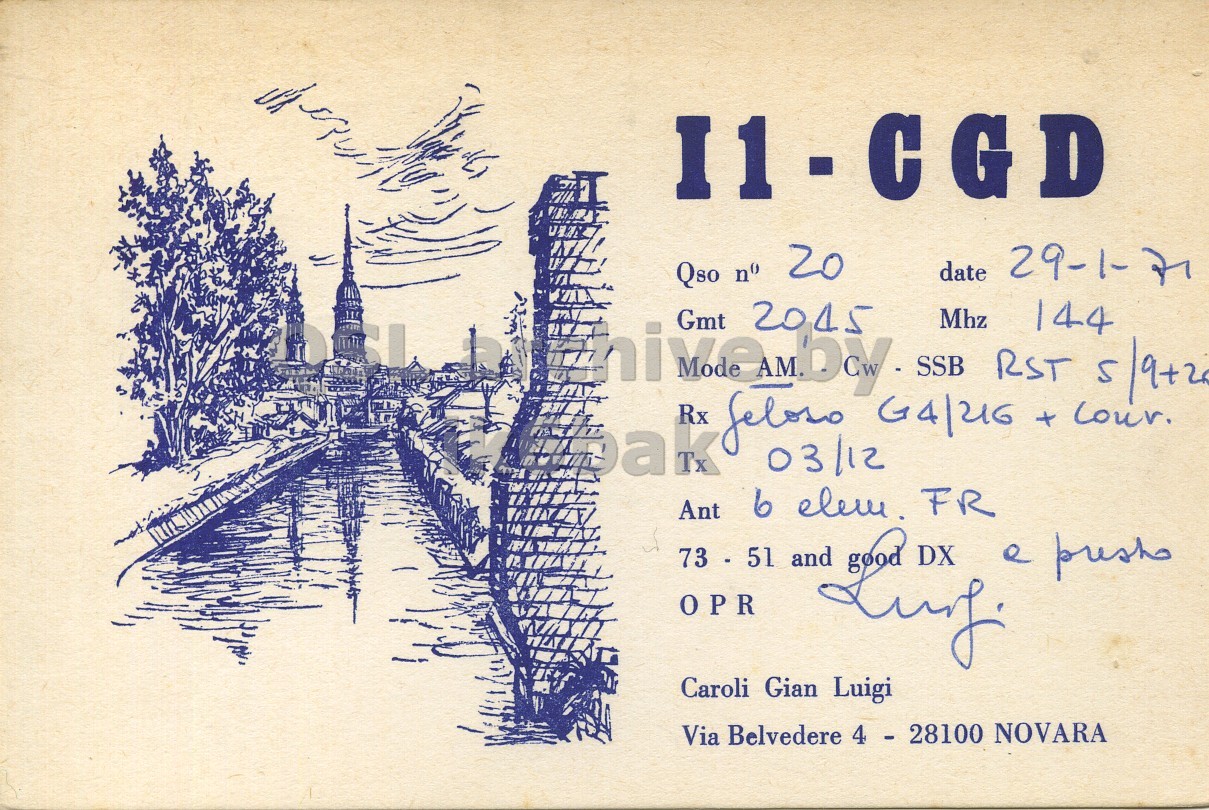 I1 - CGD
Qso nº 20 date 29-1-71
Gmt 20,45 Mhz 144
Mode AM. - Cw - SSB RST 5/9+20
QSL archive by
Rx Geloso G4/216 + conv.
Tx 03/12
Ant 6 elem. FR
73 - 51 and good DX a presto
OPR Luigi
Caroli Gian Luigi
Via Belvedere 4 - 28100 NOVARA